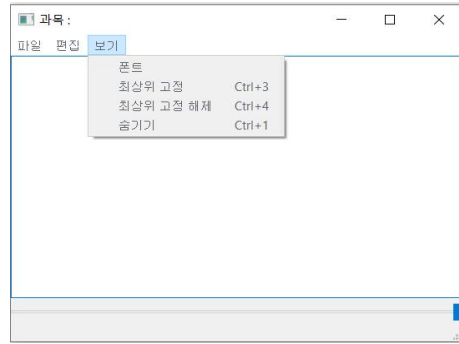 과목 :
파일 편집 보기
폰트
최상위 고정 Ctrl+3
최상위 고정 해제 Ctrl+4
숨기기 Ctrl+1